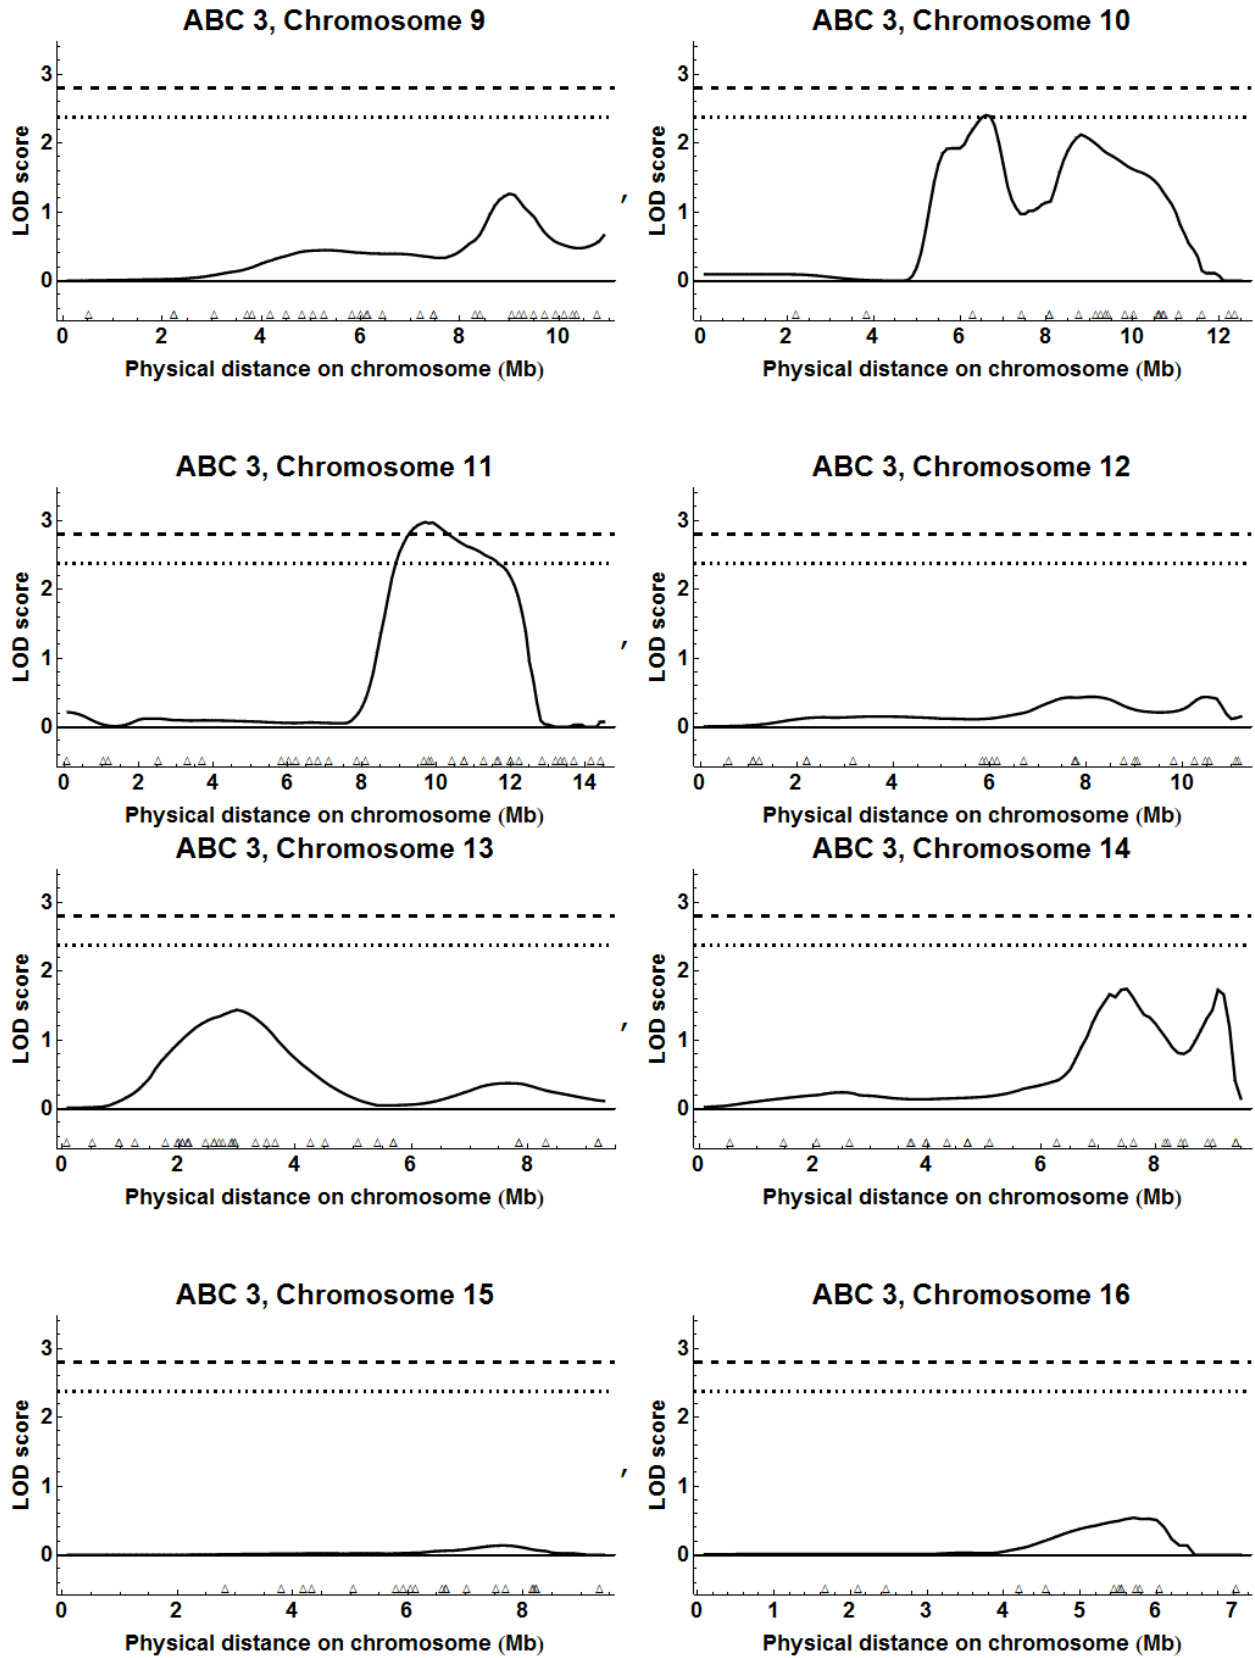 ABC 3, Chromosome 9
3
2
1
0
LOD score
0 2 4 6 8 10
Physical distance on chromosome (Mb)
,
ABC 3, Chromosome 10
3
2
1
0
LOD score
0 2 4 6 8 10 12
Physical distance on chromosome (Mb)
ABC 3, Chromosome 11
3
2
1
0
LOD score
0 2 4 6 8 10 12 14
Physical distance on chromosome (Mb)
,
ABC 3, Chromosome 12
3
2
1
0
LOD score
0 2 4 6 8 10
Physical distance on chromosome (Mb)
ABC 3, Chromosome 13
3
2
1
0
LOD score
0 2 4 6 8
Physical distance on chromosome (Mb)
,
ABC 3, Chromosome 14
3
2
1
0
LOD score
0 2 4 6 8
Physical distance on chromosome (Mb)
ABC 3, Chromosome 15
3
2
1
0
LOD score
0 2 4 6 8
Physical distance on chromosome (Mb)
,
ABC 3, Chromosome 16
3
2
1
0
LOD score
0 1 2 3 4 5 6 7
Physical distance on chromosome (Mb)